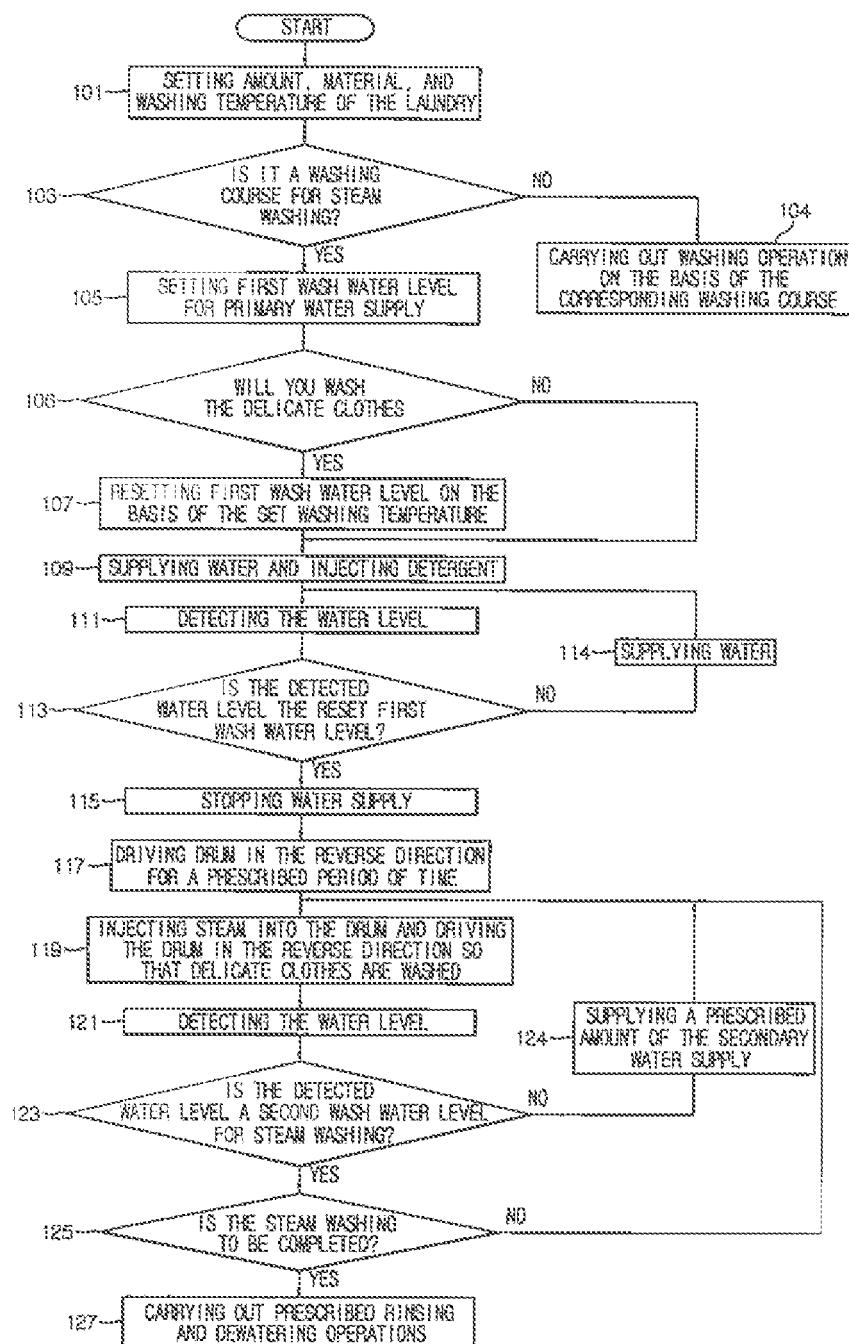 START
101
SETTING AMOUNT, MATERIAL, AND
WASHING TEMPERATURE OF THE LAUNDRY
103
IS IT A WASHING
COURSE FOR STEAM
WASHING?
NO
YES
104
CARRYING OUT WASHING OPERATION
ON THE BASIS OF THE
CORRESPONDING WASHING COURSE
105
SETTING FIRST WASH WATER LEVEL
FOR PRIMARY WATER SUPPLY
106
WILL YOU WASH
THE DELICATE CLOTHES
NO
YES
107
RESETTING FIRST WASH WATER LEVEL ON THE
BASIS OF THE SET WASHING TEMPERATURE
109
SUPPLYING WATER AND INJECTING DETERGENT
111
DETECTING THE WATER LEVEL
114
SUPPLYING WATER
113
IS THE DETECTED
WATER LEVEL THE RESET FIRST
WASH WATER LEVEL?
NO
YES
115
STOPPING WATER SUPPLY
117
DRIVING DRUM IN THE REVERSE DIRECTION
FOR A PRESCRIBED PERIOD OF TIME
119
INJECTING STEAM INTO THE DRUM AND DRIVING
THE DRUM IN THE REVERSE DIRECTION SO
THAT DELICATE CLOTHES ARE WASHED
121
DETECTING THE WATER LEVEL
124
SUPPLYING A PRESCRIBED
AMOUNT OF THE SECONDARY
WATER SUPPLY
123
IS THE DETECTED
WATER LEVEL A SECOND WASH WATER LEVEL
FOR STEAM WASHING?
NO
YES
125
IS THE STEAM WASHING
TO BE COMPLETED?
NO
YES
127
CARRYING OUT PRESCRIBED RINSING
AND DEWATERING OPERATIONS